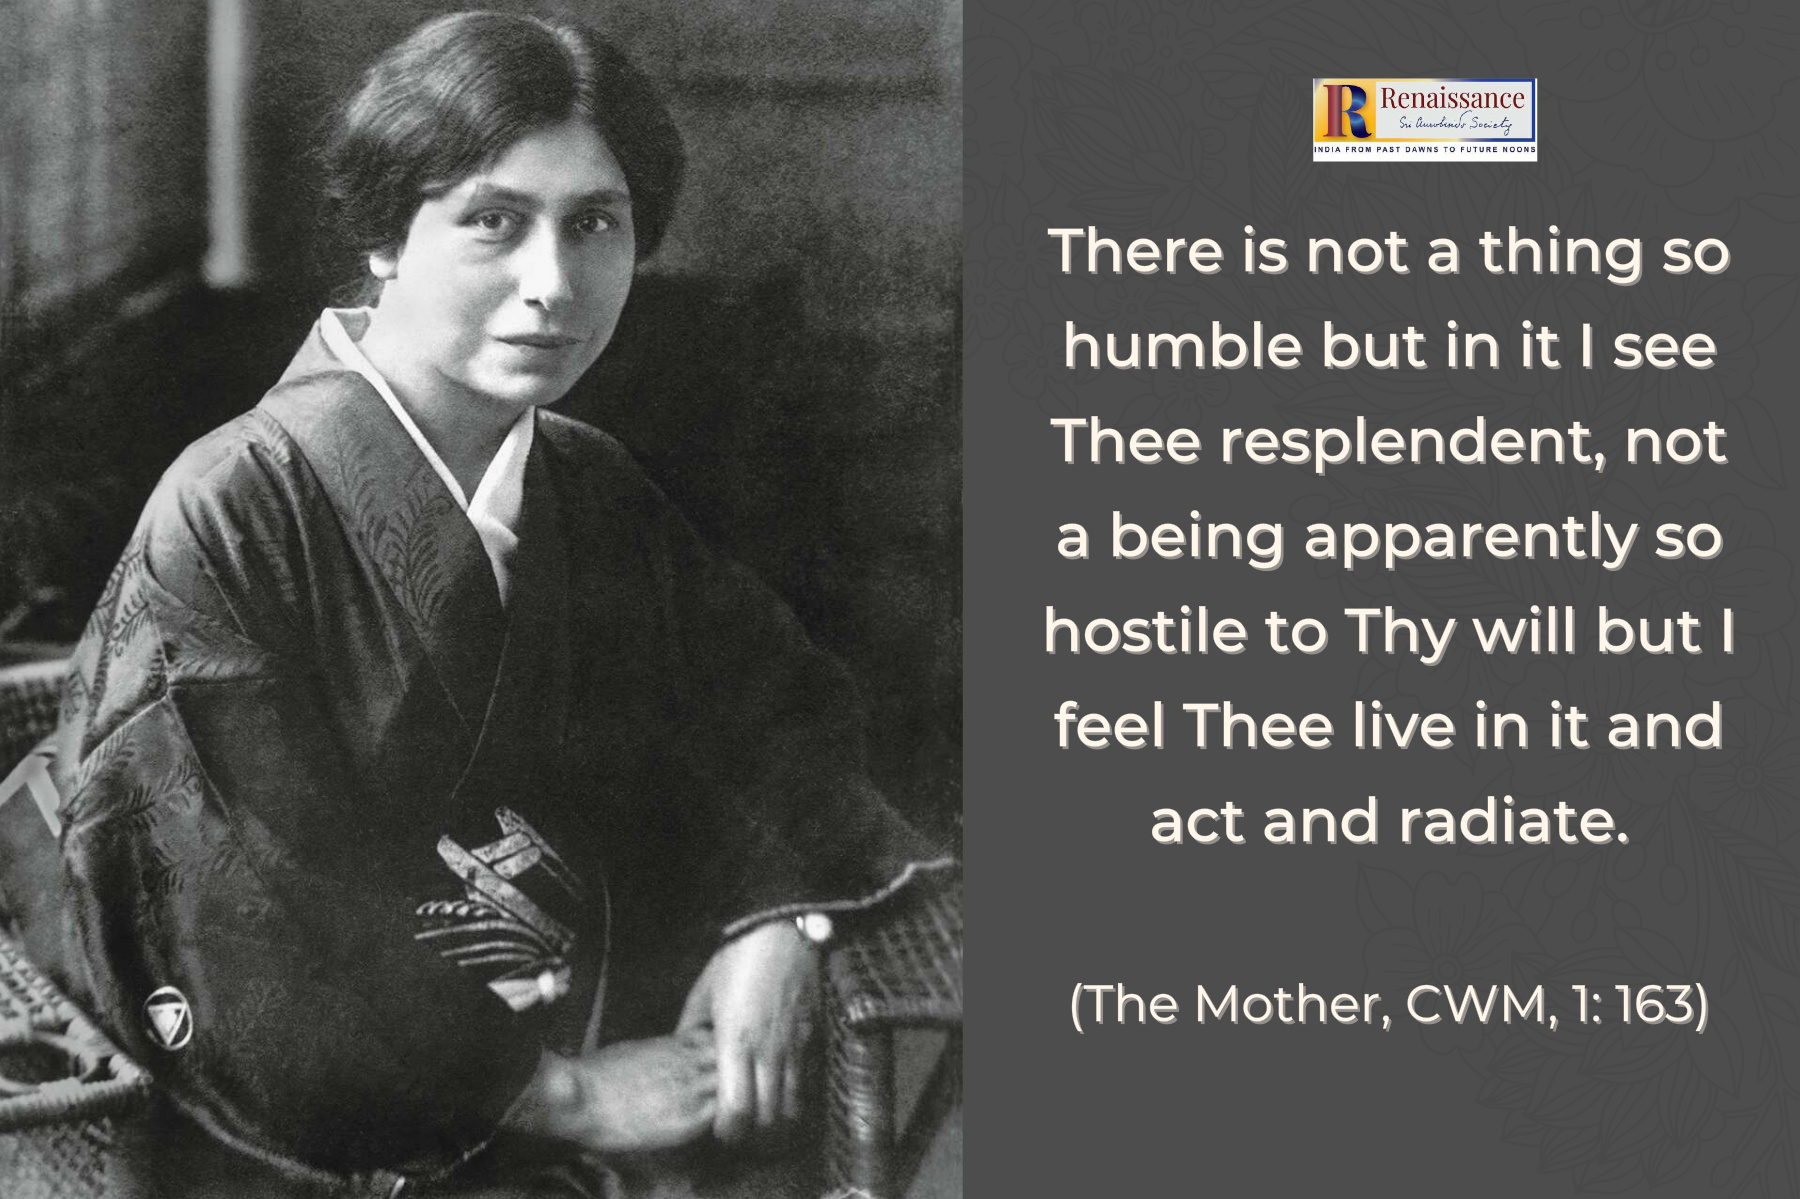 R Renaissance
Sri Aurobindo Society
INDIA FROM PAST DAWNS TO FUTURE NOONS
There is not a thing so
humble but in it I see
Thee resplendent, not
a being apparently so
hostile to Thy will but I
feel Thee live in it and
act and radiate.
(The Mother, CWM, 1: 163)